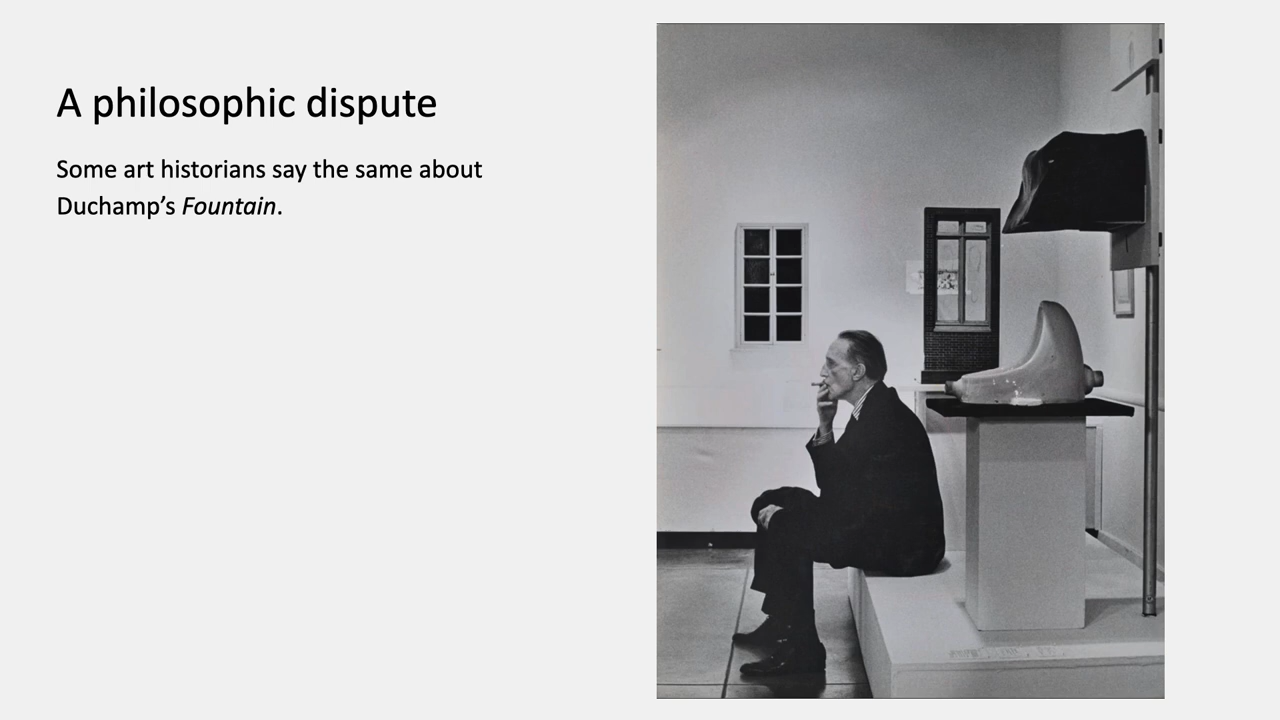 A philosophic dispute
Some art historians say the same about
Duchamp’s Fountain.